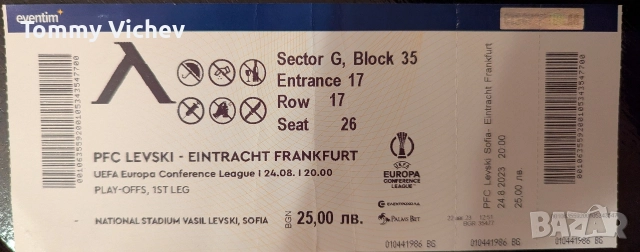 eventim
Tommy Vichev
Sector G, Block 35
Entrance 17
Row 17
Seat 26
PFC LEVSKI - EINTRACHT FRANKFURT
UEFA Europa Conference League | 24.08. | 20.00
PLAY-OFFS, 1ST LEG
NATIONAL STADIUM VASIL LEVSKI, SOFIA
BGN 25,00 лв.
EUROPA
CONFERENCE
LEAGUE
PALMS BET
010441986 BG
PFC Levski Sofia- Eintracht Frankfurt
24.8.2023 20:00
25,00 лв.
010441986 BG
bazar